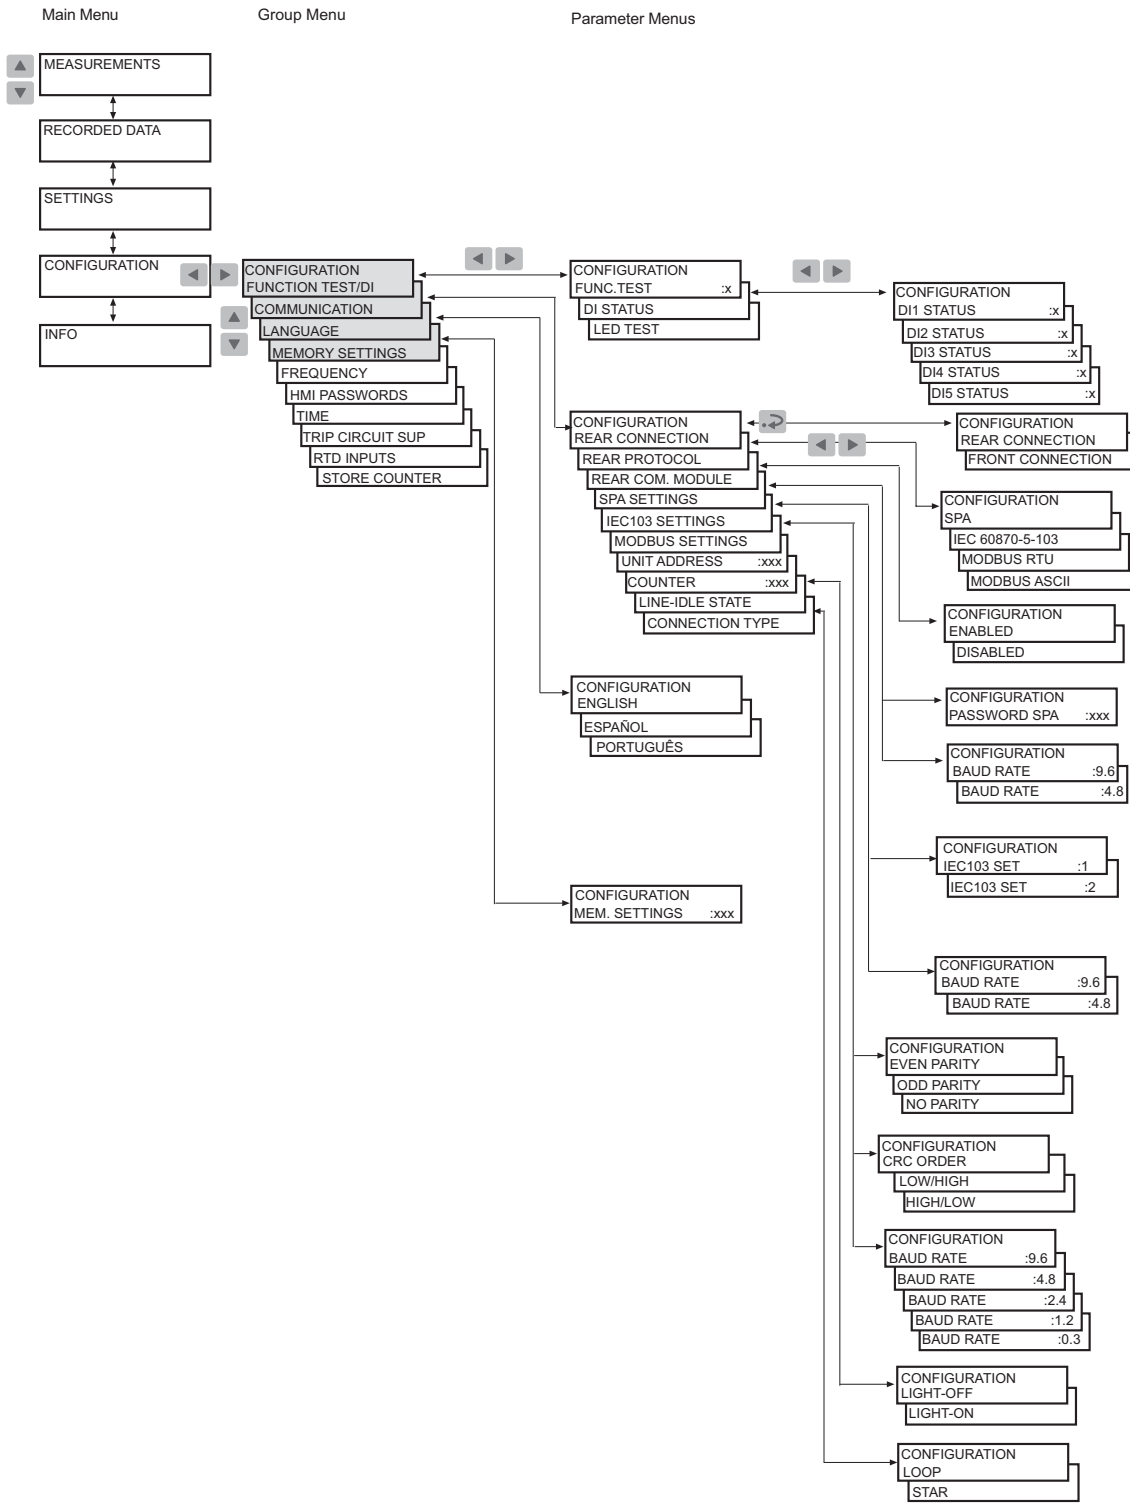 Main Menu
Group Menu
Parameter Menus
MEASUREMENTS
RECORDED DATA
SETTINGS
CONFIGURATION
INFO
CONFIGURATION
FUNCTION TEST/DI
COMMUNICATION
LANGUAGE
MEMORY SETTINGS
FREQUENCY
HMI PASSWORDS
TIME
TRIP CIRCUIT SUP
RTD INPUTS
STORE COUNTER
CONFIGURATION
FUNC.TEST :x
DI STATUS
LED TEST
CONFIGURATION
DI1 STATUS :x
DI2 STATUS :x
DI3 STATUS :x
DI4 STATUS :x
DI5 STATUS :x
CONFIGURATION
REAR CONNECTION
REAR PROTOCOL
REAR COM. MODULE
SPA SETTINGS
IEC103 SETTINGS
MODBUS SETTINGS
UNIT ADDRESS :xxx
COUNTER :xxx
LINE-IDLE STATE
CONNECTION TYPE
CONFIGURATION
REAR CONNECTION
FRONT CONNECTION
CONFIGURATION
SPA
IEC 60870-5-103
MODBUS RTU
MODBUS ASCII
CONFIGURATION
ENABLED
DISABLED
CONFIGURATION
ENGLISH
ESPAÑOL
PORTUGUÊS
CONFIGURATION
PASSWORD SPA :xxx
CONFIGURATION
BAUD RATE :9.6
BAUD RATE :4.8
CONFIGURATION
IEC103 SET :1
IEC103 SET :2
CONFIGURATION
MEM. SETTINGS :xxx
CONFIGURATION
BAUD RATE :9.6
BAUD RATE :4.8
CONFIGURATION
EVEN PARITY
ODD PARITY
NO PARITY
CONFIGURATION
CRC ORDER
LOW/HIGH
HIGH/LOW
CONFIGURATION
BAUD RATE :9.6
BAUD RATE :4.8
BAUD RATE :2.4
BAUD RATE :1.2
BAUD RATE :0.3
CONFIGURATION
LIGHT-OFF
LIGHT-ON
CONFIGURATION
LOOP
STAR